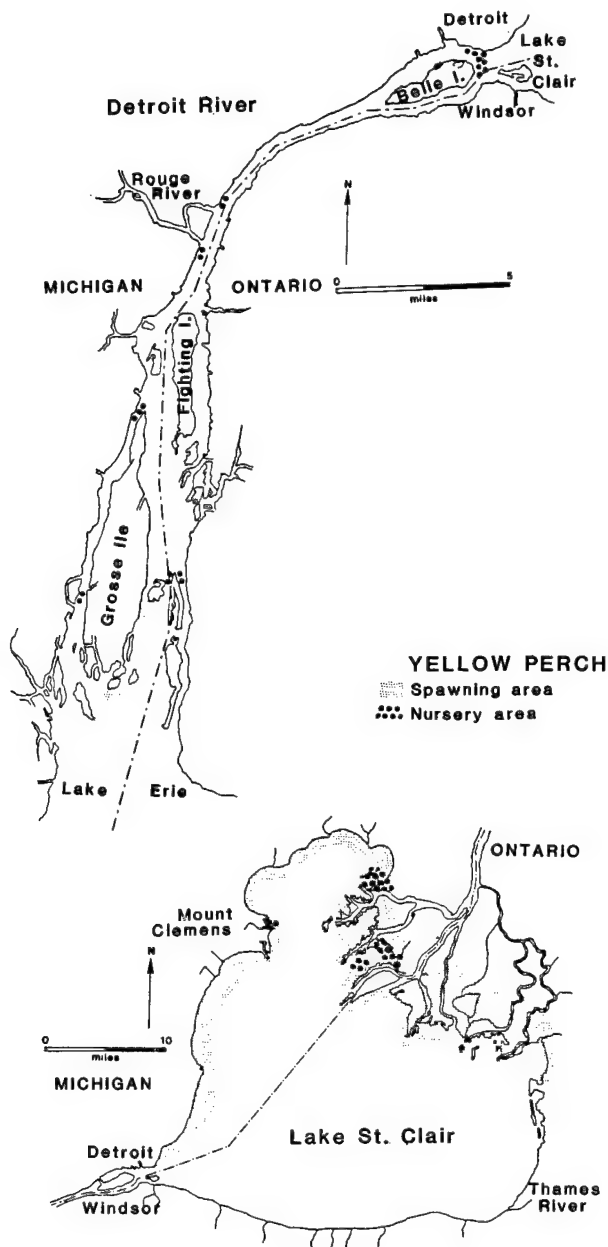 Detroit
Lake
St.
Clair
Belle I.
Windsor
Detroit River
Rouge
River
N
MICHIGAN
ONTARIO
0 5
miles
Fighting I.
Grosse Ile
YELLOW PERCH
Spawning area
Nursery area
Lake Erie
ONTARIO
Mount
Clemens
N
0 10
miles
MICHIGAN
Lake St. Clair
Detroit
Windsor
Thames
River